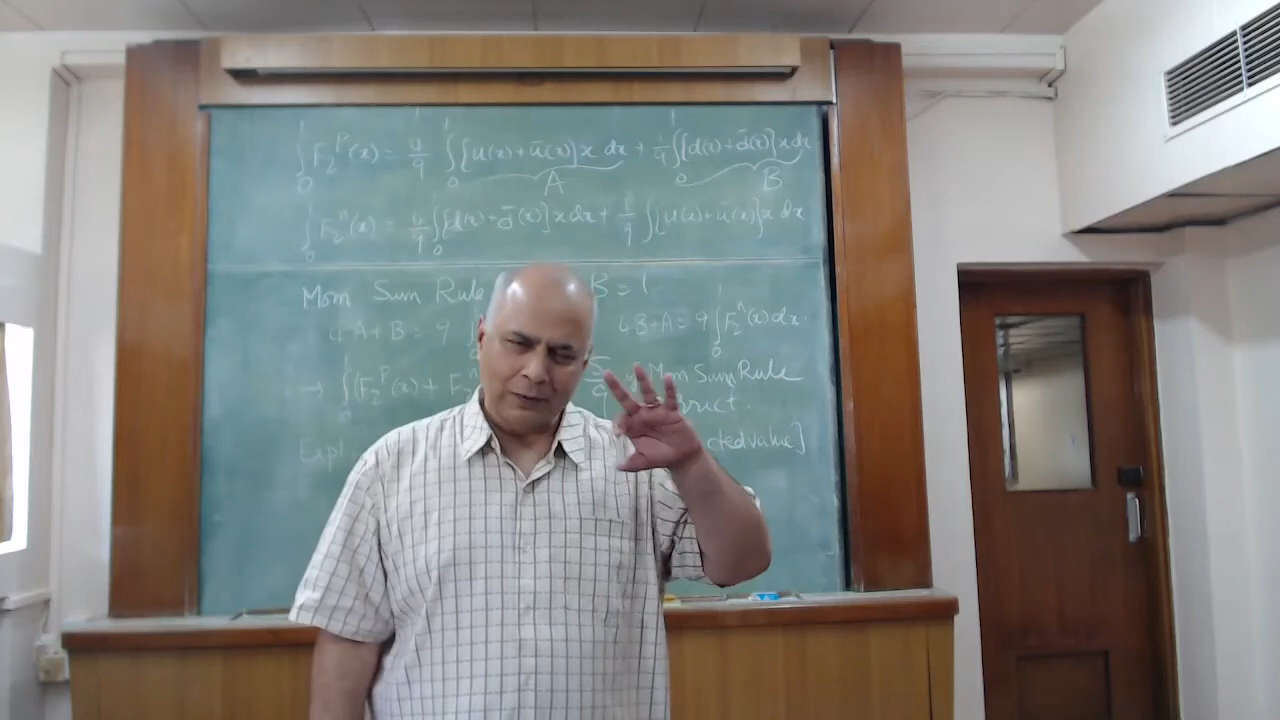 ∫₀¹ F₂ᵖ(x) = 4/9 ∫₀¹ [u(x) + ū(x)] x dx + 1/9 ∫₀¹ [d(x) + d̄(x)] x dx
A B
∫₀¹ F₂ⁿ(x) = 4/9 ∫₀¹ [d(x) + d̄(x)] x dx + 1/9 ∫ [u(x) + ū(x)] x dx
Mom Sum Rule B = 1
4A + B = 9 4B + A = 9 ∫₀¹ F₂ⁿ(x) dx
→ ∫₀¹ (F₂ᵖ(x) + F₂ⁿ 5/9 Mom. Sum Rule
Expt value]